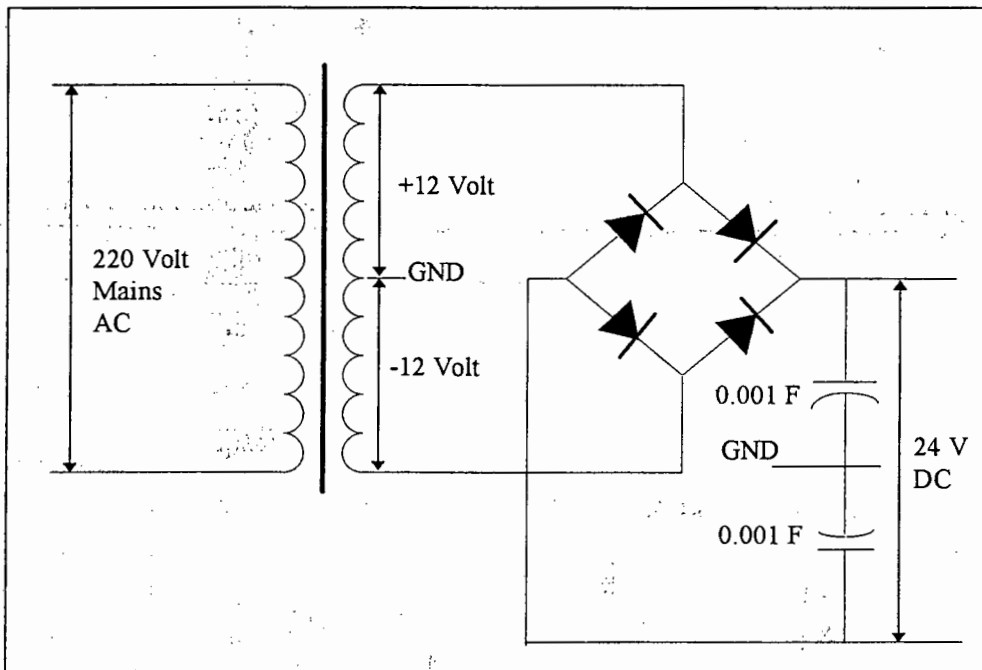 +12 Volt
220 Volt
Mains
AC
GND
-12 Volt
0.001 F
GND
24 V
DC
0.001 F